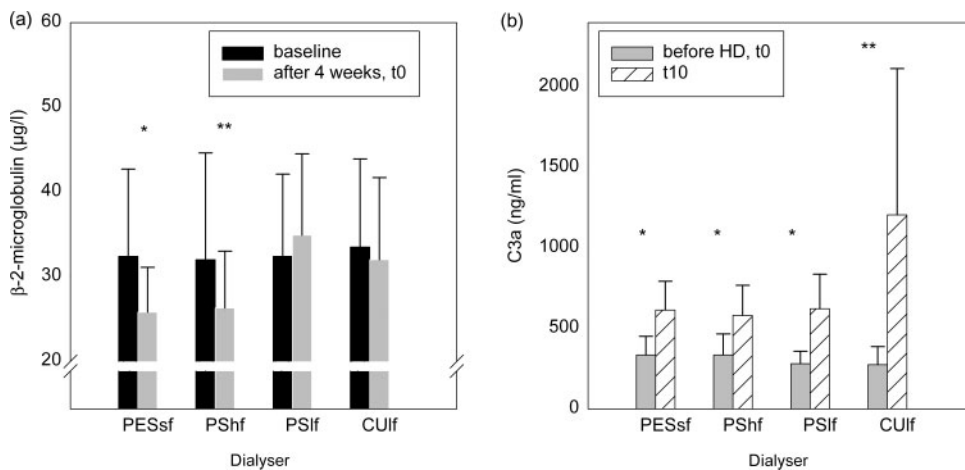 (a)
60
50
40
30
20
β-2-microglobulin (µg/l)
baseline
after 4 weeks, t0
*
**
PESsf
PShf
PSlf
CUlf
Dialyser
(b)
2000
1500
1000
500
0
C3a (ng/ml)
before HD, t0
t10
**
*
*
*
PESsf
PShf
PSlf
CUlf
Dialyser